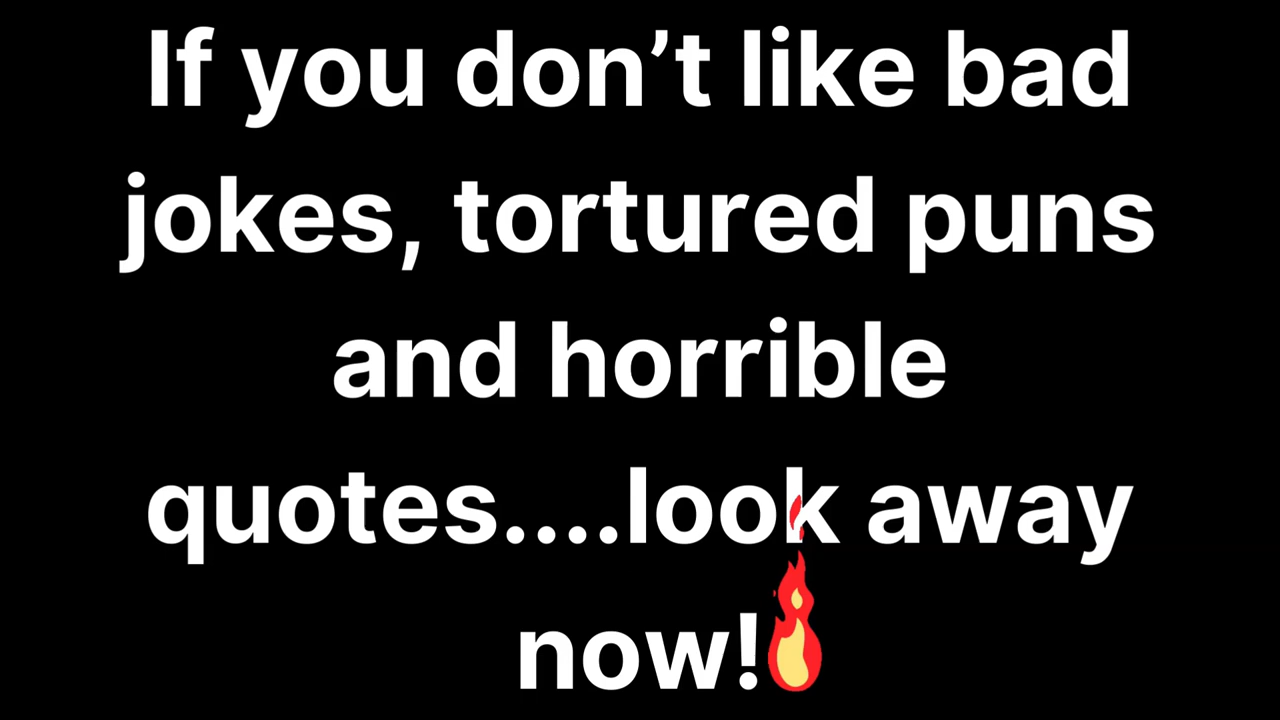 If you don’t like bad
jokes, tortured puns
and horrible
quotes....look away
now!